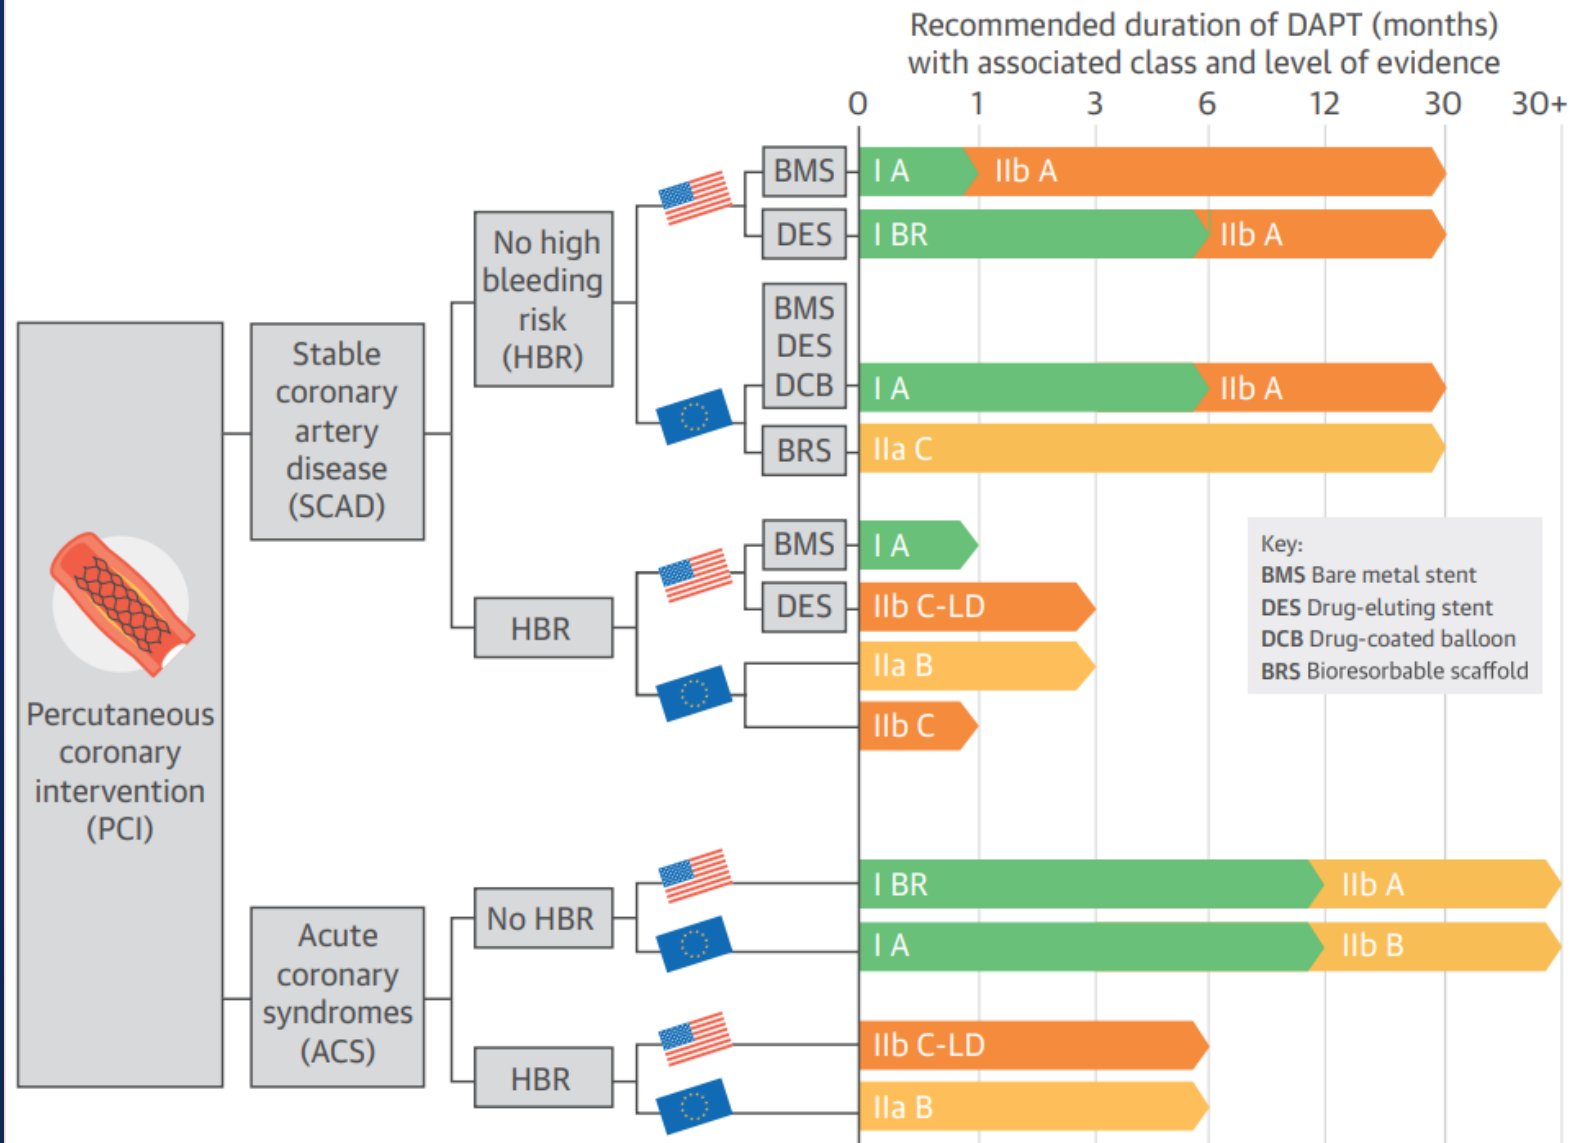 Recommended duration of DAPT (months)
with associated class and level of evidence
0 1 3 6 12 30 30+
BMS
I A
IIb A
DES
I BR
IIb A
No high
bleeding
risk
(HBR)
BMS
DES
DCB
I A
IIb A
BRS
IIa C
Stable
coronary
artery
disease
(SCAD)
BMS
I A
DES
IIb C-LD
HBR
IIa B
IIb C
Key:
BMS Bare metal stent
DES Drug-eluting stent
DCB Drug-coated balloon
BRS Bioresorbable scaffold
Percutaneous
coronary
intervention
(PCI)
I BR
IIb A
No HBR
I A
IIb B
Acute
coronary
syndromes
(ACS)
IIb C-LD
HBR
IIa B